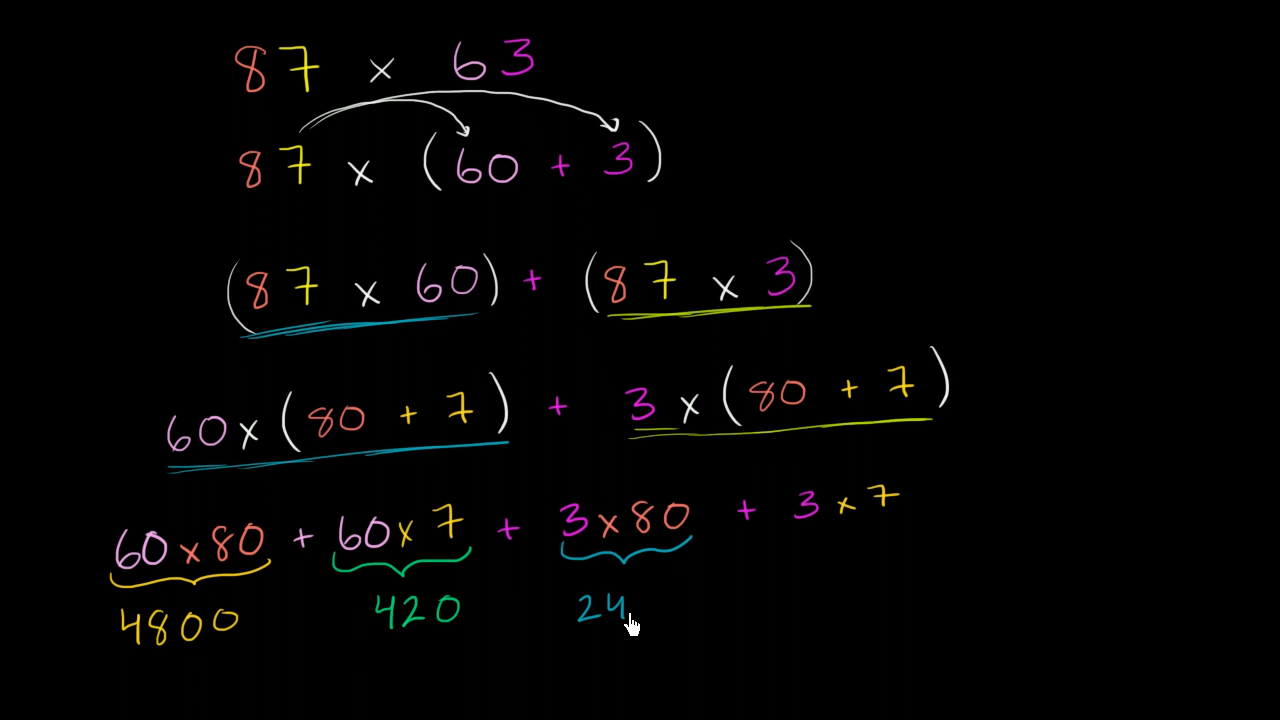 87 × 63
87 × (60 + 3)
(87 × 60) + (87 × 3)
60 × (80 + 7) + 3 × (80 + 7)
60 × 80 + 60 × 7 + 3 × 80 + 3 × 7
4800 420 24